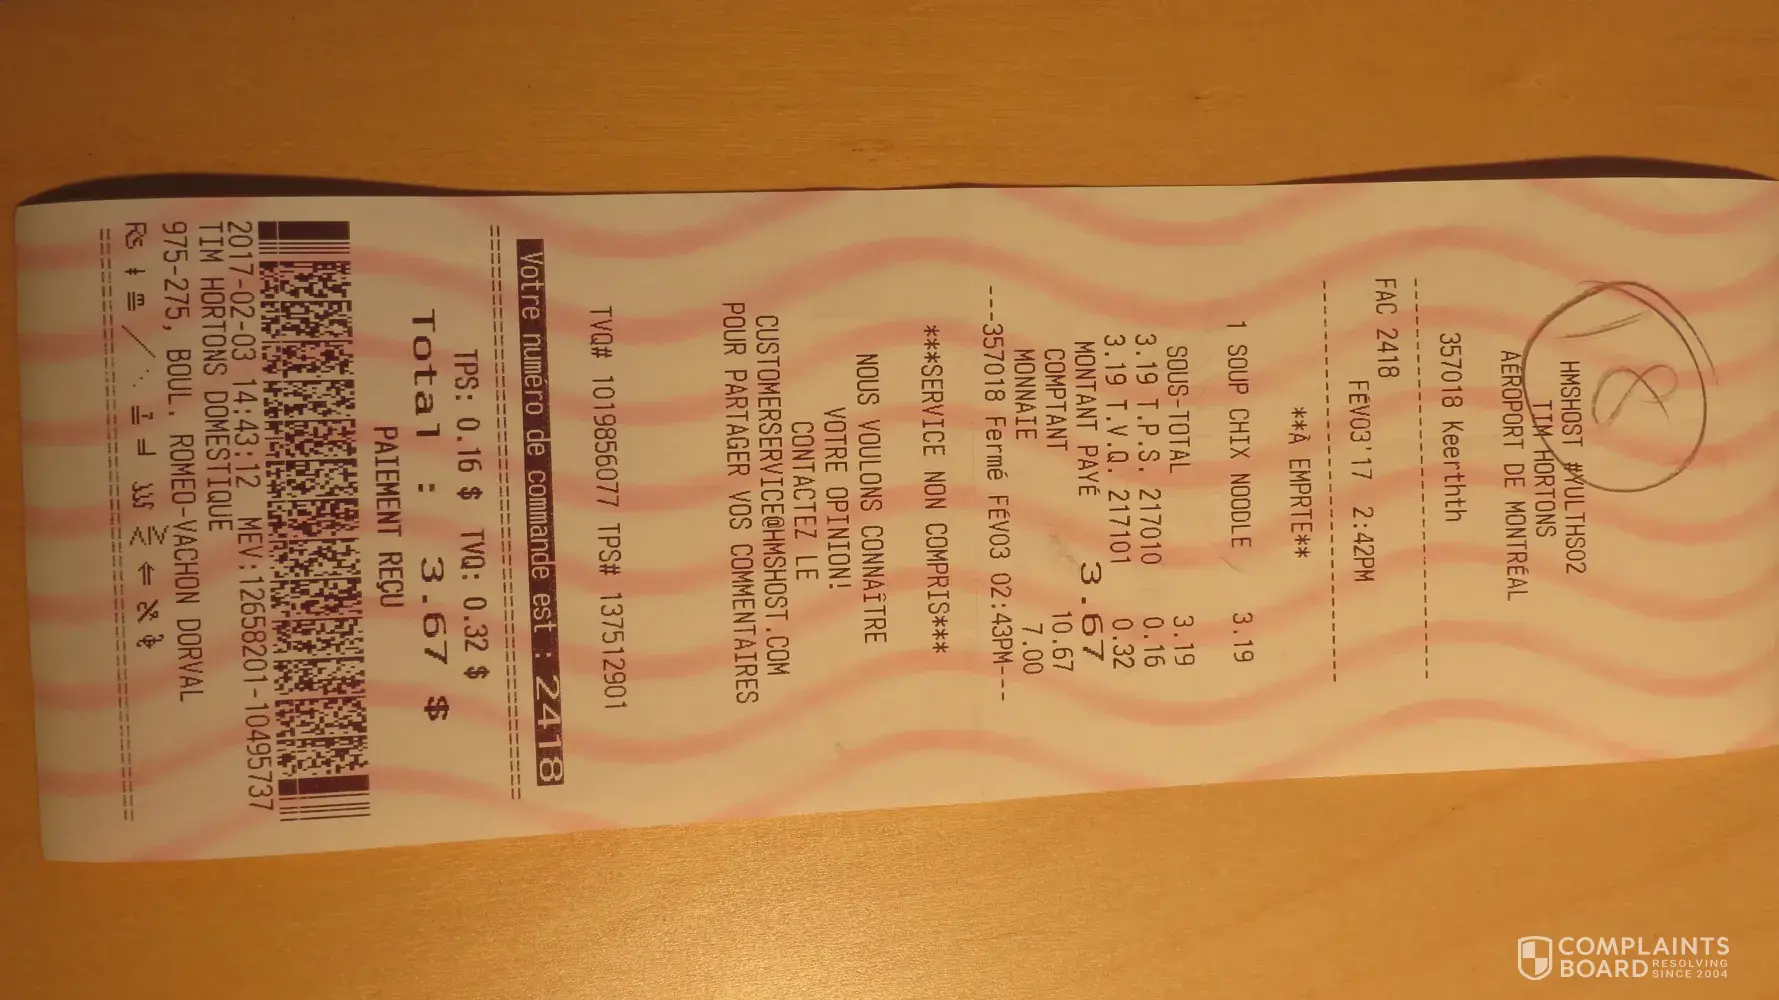 18
HMSHOST #YULTHS02
TIM HORTONS
AÉROPORT DE MONTRÉAL
357018 Keerthth
FAC 2418
FÉV03'17 2:42PM
**À EMPRTE**
1 SOUP CHIX NOODLE 3.19
SOUS-TOTAL 3.19
3.19 T.P.S. 217010 0.16
3.19 T.V.Q. 217101 0.32
MONTANT PAYÉ 3.67
COMPTANT 10.67
MONNAIE 7.00
---357018 Fermé FÉV03 02:43PM---
***SERVICE NON COMPRIS***
NOUS VOULONS CONNAÎTRE
VOTRE OPINION!
CONTACTEZ LE
CUSTOMERSERVICE@HMSHOST.COM
POUR PARTAGER VOS COMMENTAIRES
TVQ# 1019856077 TPS# 137512901
Votre numéro de commande est : 2418
TPS: 0.16 $ TVQ: 0.32 $
Total : 3.67 $
PAIEMENT REÇU
2017-02-03 14:43:12 MEV:12658201-10495737
TIM HORTONS DOMESTIQUE
975-275, BOUL. ROMEO-VACHON DORVAL
COMPLAINTS
BOARD RESOLVING
SINCE 2004